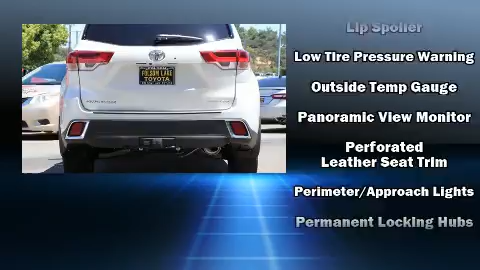 Lip Spoiler
Low Tire Pressure Warning
Outside Temp Gauge
Panoramic View Monitor
Perforated
Leather Seat Trim
Perimeter/Approach Lights
Permanent Locking Hubs
FOLSOM LAKE
TOYOTA